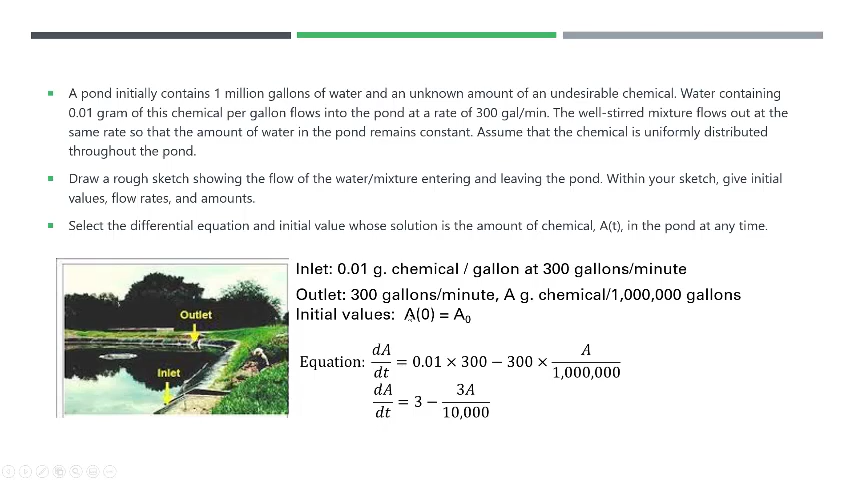 A pond initially contains 1 million gallons of water and an unknown amount of an undesirable chemical. Water containing
0.01 gram of this chemical per gallon flows into the pond at a rate of 300 gal/min. The well-stirred mixture flows out at the
same rate so that the amount of water in the pond remains constant. Assume that the chemical is uniformly distributed
throughout the pond.
Draw a rough sketch showing the flow of the water/mixture entering and leaving the pond. Within your sketch, give initial
values, flow rates, and amounts.
Select the differential equation and initial value whose solution is the amount of chemical, A(t), in the pond at any time.
Outlet
Inlet
Inlet: 0.01 g. chemical / gallon at 300 gallons/minute
Outlet: 300 gallons/minute, A g. chemical/1,000,000 gallons
Initial values: A(0) = A₀
Equation: dA/dt = 0.01 × 300 − 300 × A/1,000,000
dA/dt = 3 − 3A/10,000